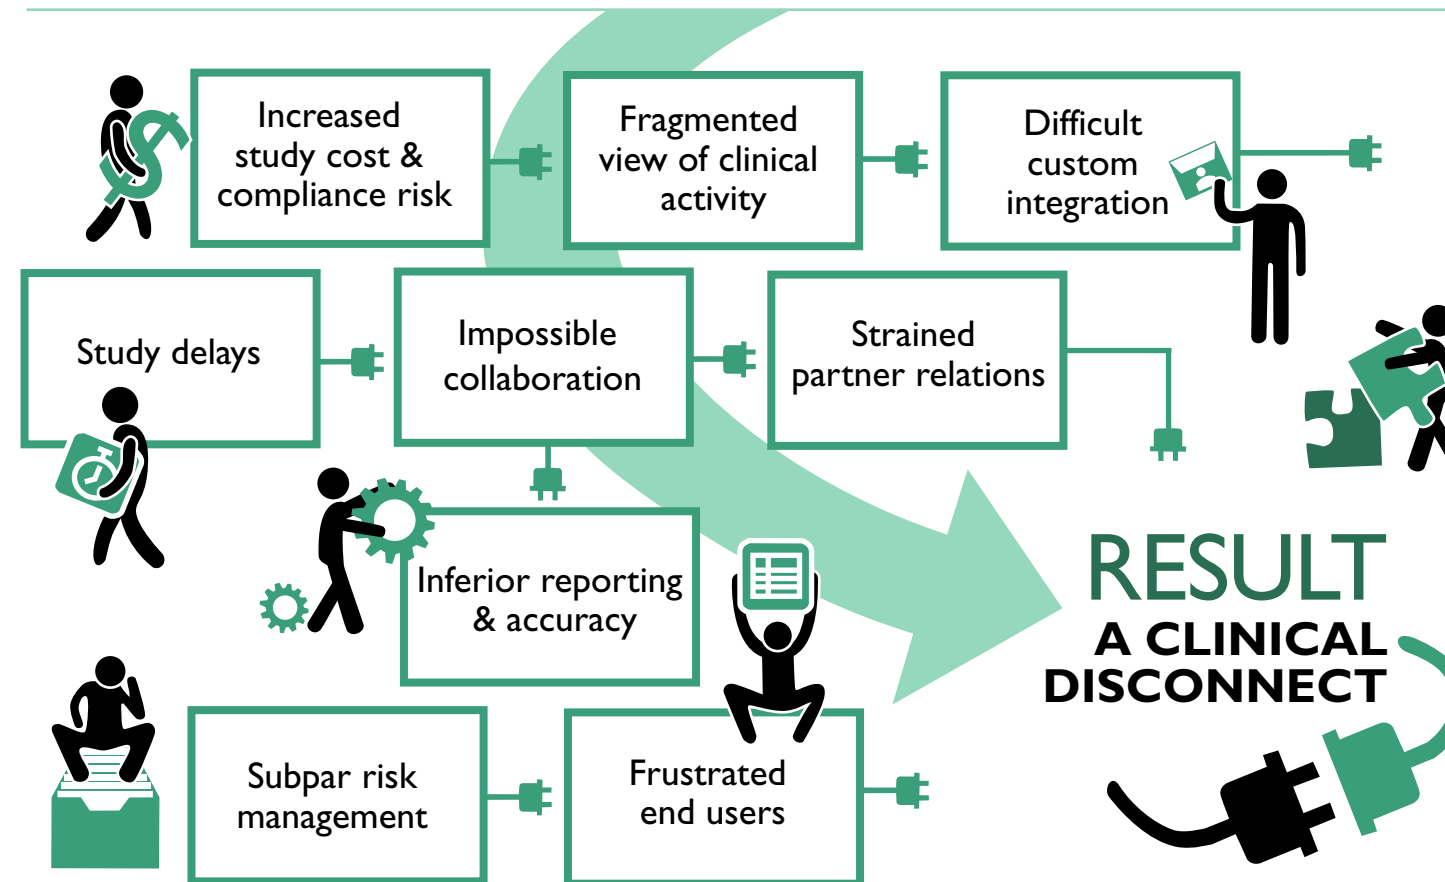 Increased
study cost &
compliance risk
Fragmented
view of clinical
activity
Difficult
custom
integration
Study delays
Impossible
collaboration
Strained
partner relations
Inferior reporting
& accuracy
RESULT
A CLINICAL
DISCONNECT
Subpar risk
management
Frustrated
end users